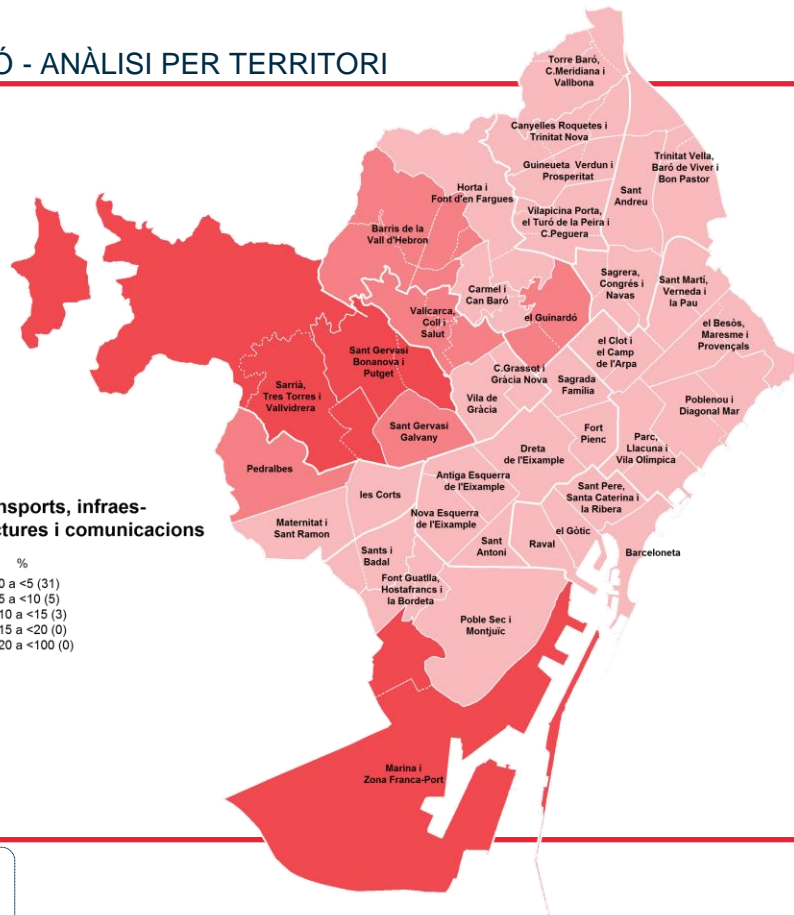 Ó - ANÀLISI PER TERRITORI
Torre Baró,
C.Meridiana i
Vallbona
Canyelles Roquetes i
Trinitat Nova
Guineueta Verdun i
Prosperitat
Trinitat Vella,
Baró de Viver i
Bon Pastor
Sant
Andreu
Horta i
Font d'en Fargues
Vilapicina Porta,
el Turó de la Peira i
C.Peguera
Barris de la
Vall d'Hebron
Carmel i
Can Baró
Sagrera,
Congrés i
Navas
Sant Martí,
Verneda i
la Pau
Vallcarca,
Coll i
Salut
el Guinardó
el Besòs,
Maresme i
Provençals
el Clot i
el Camp
de l'Arpa
Sant Gervasi
Bonanova i
Putget
C.Grassot i
Gràcia Nova
Sagrada
Família
Sarrià,
Tres Torres i
Vallvidrera
Vila de
Gràcia
Poblenou i
Diagonal Mar
Sant Gervasi
Galvany
Fort
Pienc
Parc,
Llacuna i
Vila Olímpica
Dreta
de l'Eixample
Pedralbes
Antiga Esquerra
de l'Eixample
les Corts
Sant Pere,
Santa Caterina i
la Ribera
nsports, infraes-
ctures i comunicacions
Maternitat i
Sant Ramon
Nova Esquerra
de l'Eixample
Sant
Antoni
Raval
el Gòtic
Barceloneta
Sants i
Badal
%
0 a <5 (31)
5 a <10 (5)
10 a <15 (3)
15 a <20 (0)
20 a <100 (0)
Font Guatlla,
Hostafrancs i
la Bordeta
Poble Sec i
Montjuïc
Marina i
Zona Franca-Port